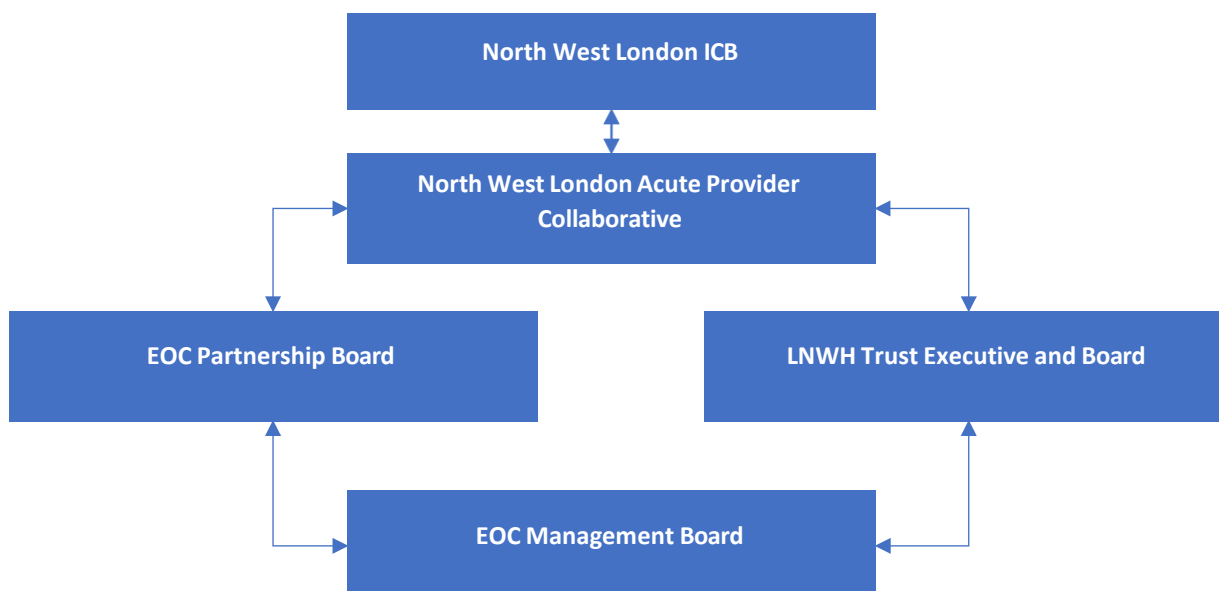 North West London ICB
North West London Acute Provider
Collaborative
EOC Partnership Board
LNWH Trust Executive and Board
EOC Management Board